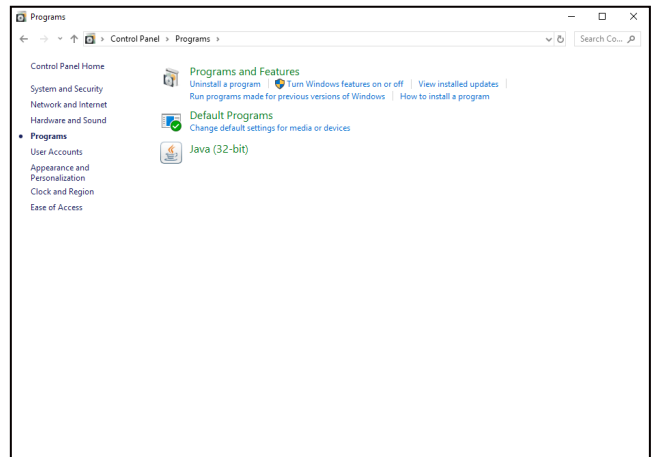 Programs
Control Panel > Programs >
Search Co...
Control Panel Home
System and Security
Network and Internet
Hardware and Sound
Programs
User Accounts
Appearance and
Personalization
Clock and Region
Ease of Access
Programs and Features
Uninstall a program Turn Windows features on or off View installed updates
Run programs made for previous versions of Windows How to install a program
Default Programs
Change default settings for media or devices
Java (32-bit)